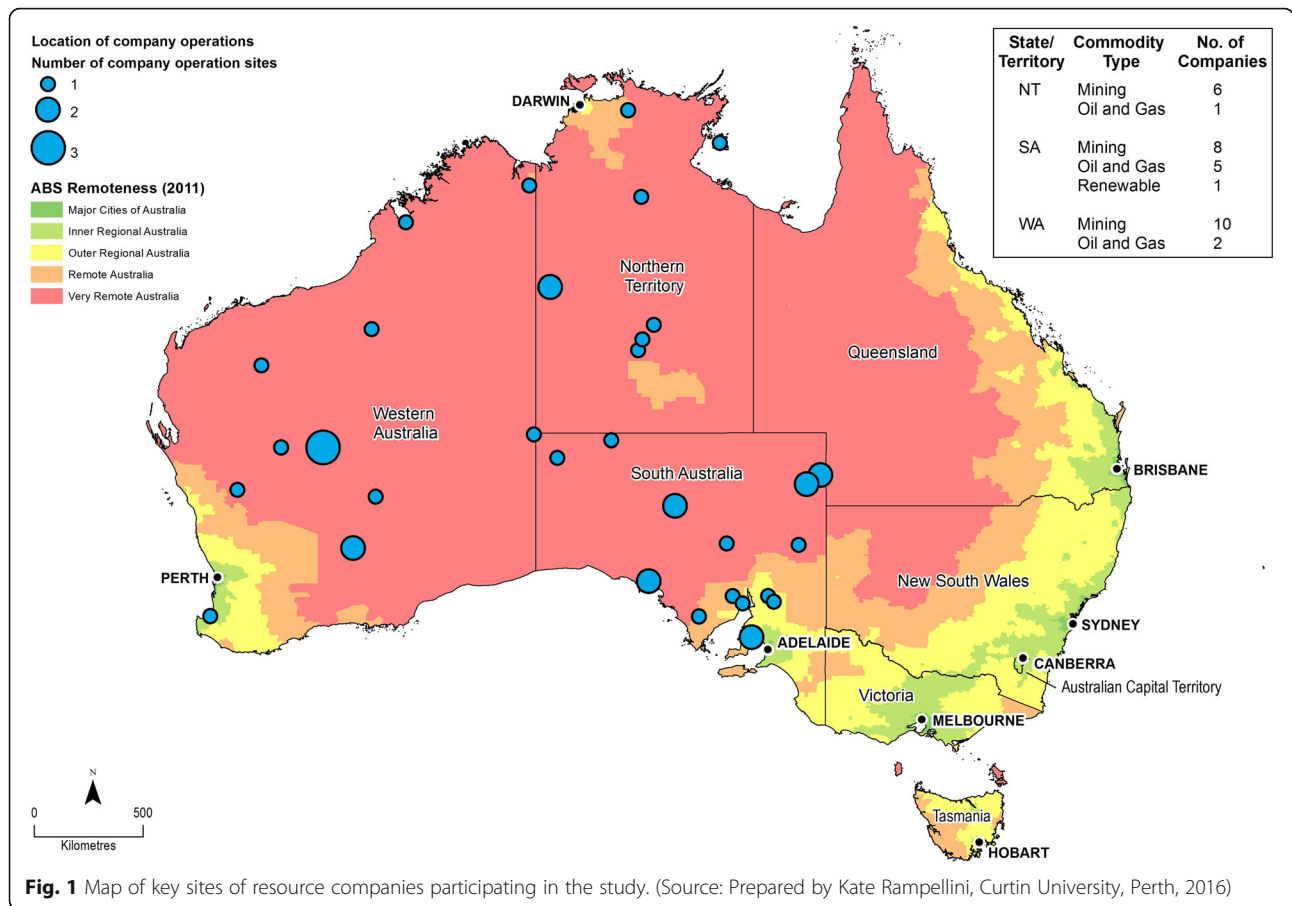 Location of company operations
Number of company operation sites
1
2
3
ABS Remoteness (2011)
Major Cities of Australia
Inner Regional Australia
Outer Regional Australia
Remote Australia
Very Remote Australia
State/ Commodity No. of
Territory Type Companies
NT Mining 6
Oil and Gas 1
SA Mining 8
Oil and Gas 5
Renewable 1
WA Mining 10
Oil and Gas 2
DARWIN
Northern
Territory
Queensland
Western
Australia
South Australia
BRISBANE
PERTH
New South Wales
SYDNEY
ADELAIDE
CANBERRA
Australian Capital Territory
Victoria
MELBOURNE
Tasmania
HOBART
N
0 500
Kilometres
Fig. 1 Map of key sites of resource companies participating in the study. (Source: Prepared by Kate Rampellini, Curtin University, Perth, 2016)